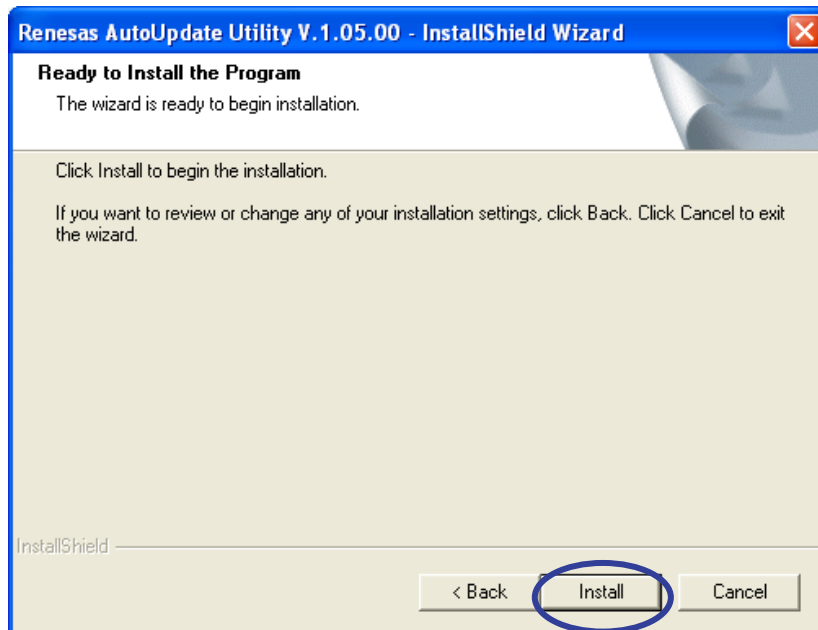 Renesas AutoUpdate Utility V.1.05.00 - InstallShield Wizard
Ready to Install the Program
The wizard is ready to begin installation.
Click Install to begin the installation.
If you want to review or change any of your installation settings, click Back. Click Cancel to exit
the wizard.
InstallShield
< Back Install Cancel